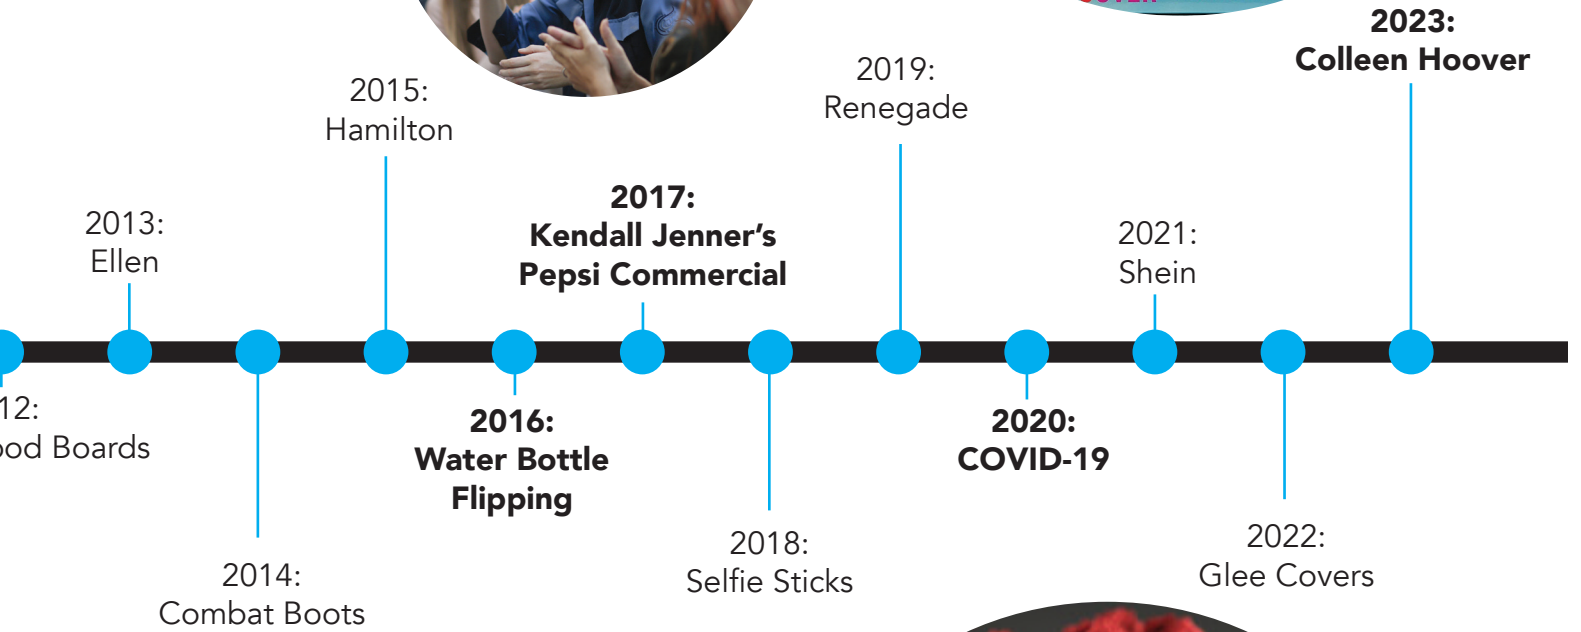 2023:
Colleen Hoover
2019:
Renegade
2015:
Hamilton
2017:
Kendall Jenner’s
Pepsi Commercial
2013:
Ellen
2021:
Shein
12:
ood Boards
2016:
Water Bottle
Flipping
2020:
COVID-19
2018:
Selfie Sticks
2022:
Glee Covers
2014:
Combat Boots